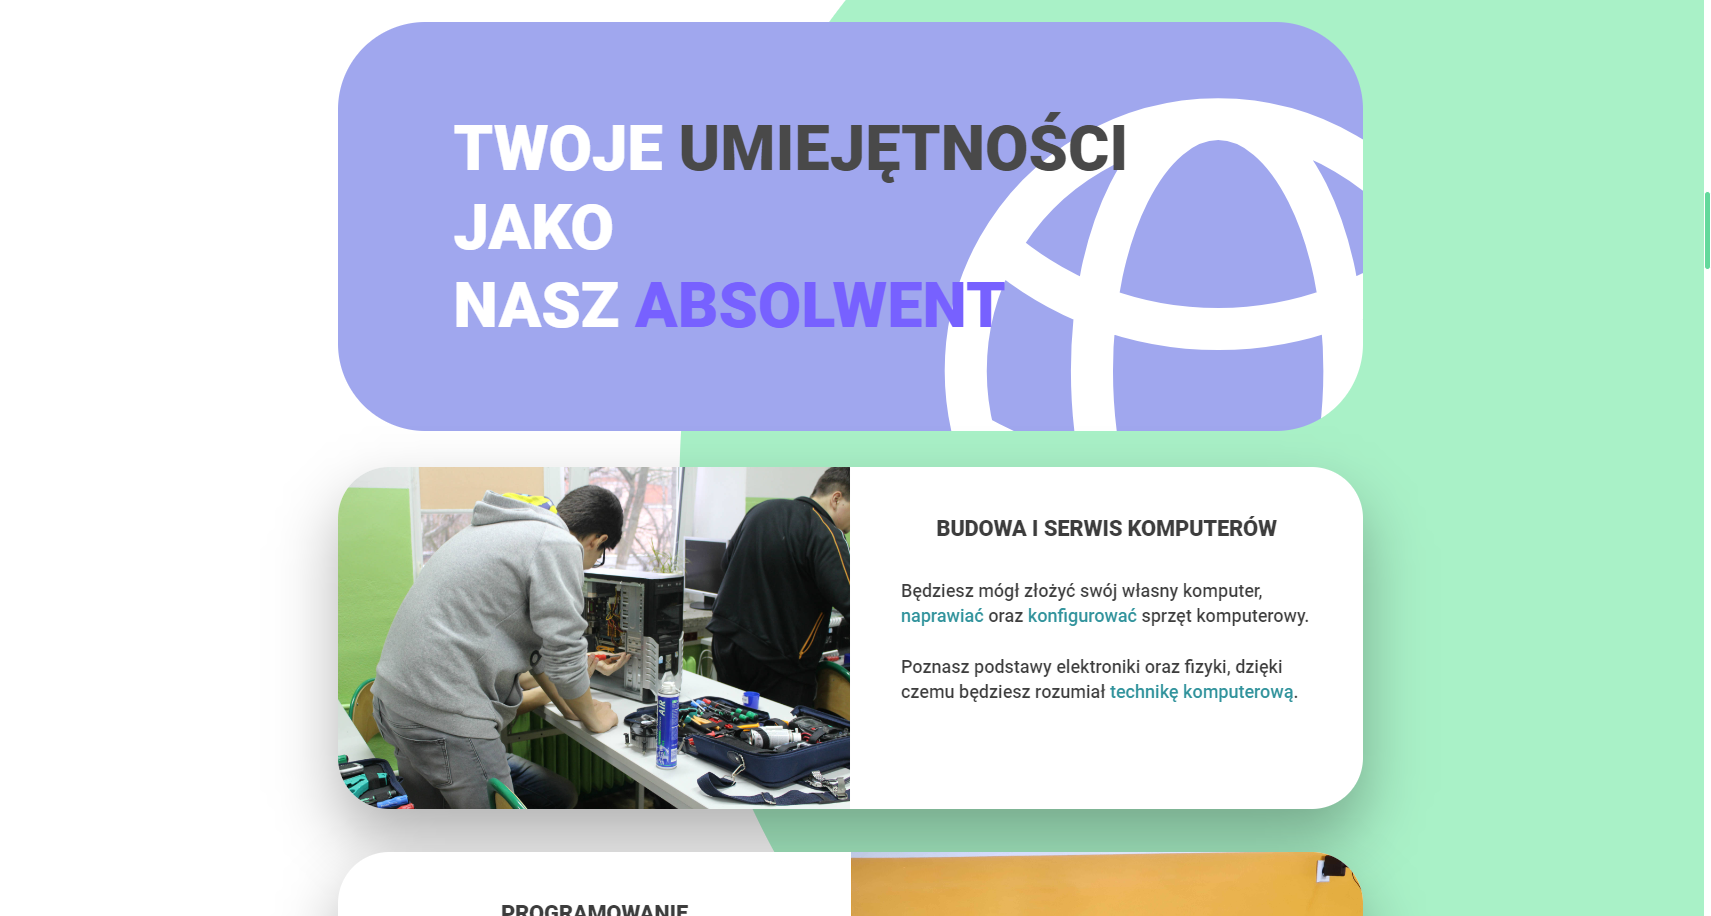 TWOJE UMIEJĘTNOŚCI
JAKO
NASZ ABSOLWENT
BUDOWA I SERWIS KOMPUTERÓW
Będziesz mógł złożyć swój własny komputer,
naprawiać oraz konfigurować sprzęt komputerowy.
Poznasz podstawy elektroniki oraz fizyki, dzięki
czemu będziesz rozumiał technikę komputerową.
AIR
PROGRAMOWANIE